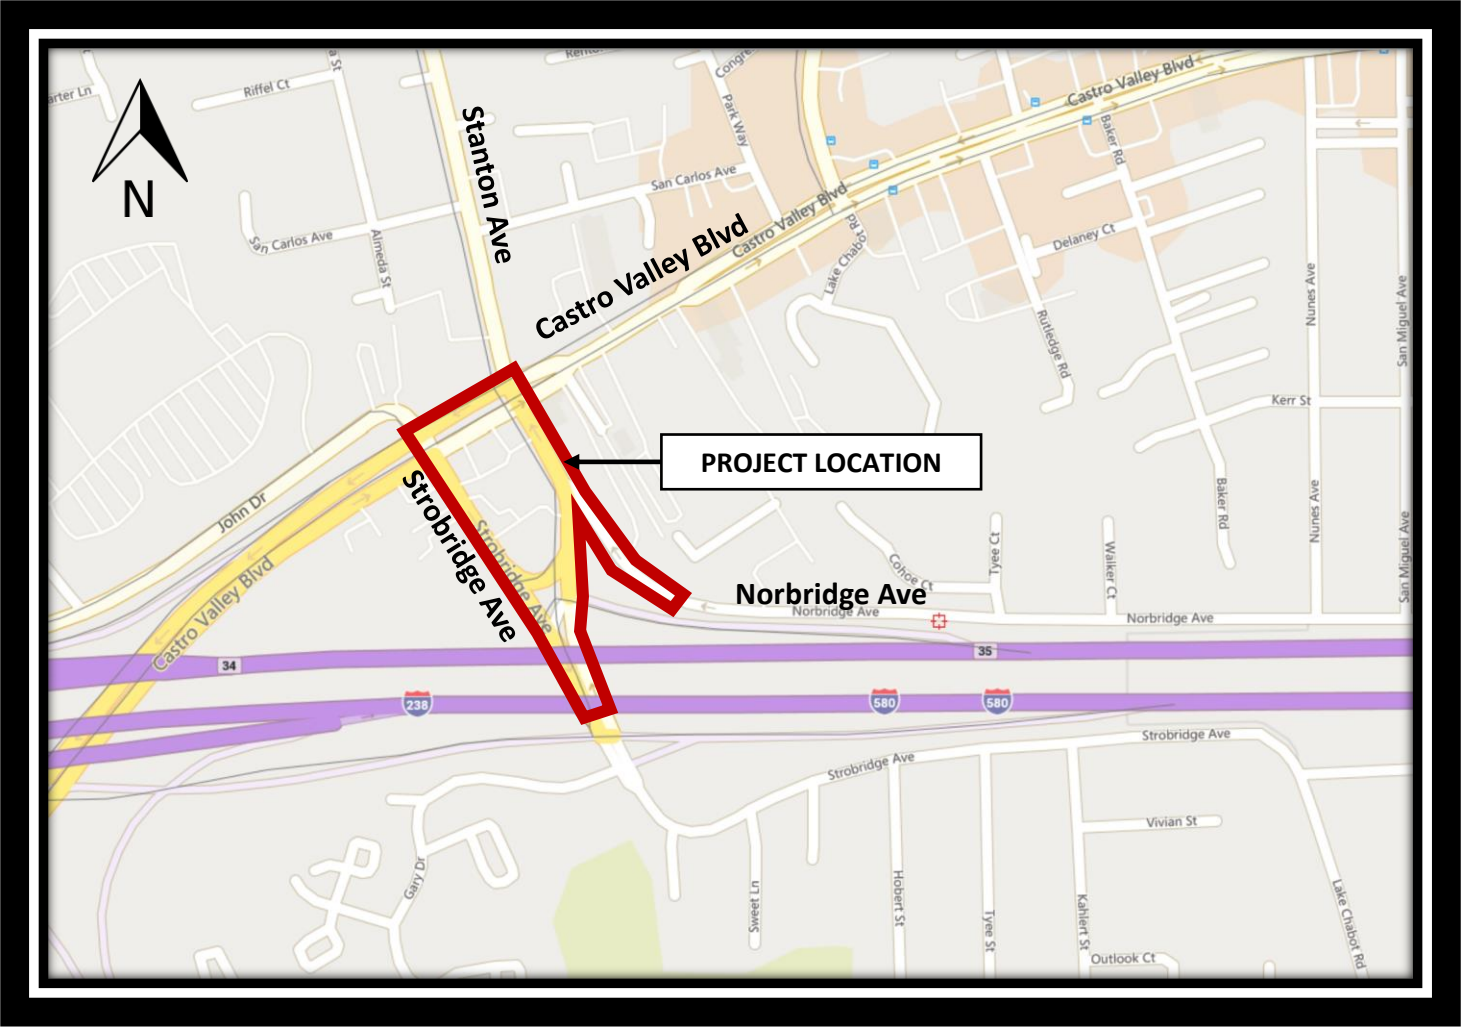 Riffel Ct
Park Way
Castro Valley Blvd
Stanton Ave
Baker Rd
San Carlos Ave
San Carlos Ave
Almeda St
N
Castro Valley Blvd
Castro Valley Blvd
Lake Chabot Rd
Delaney Ct
Nunes Ave
San Miguel Ave
Rutledge Rd
Kerr St
PROJECT LOCATION
John Dr
Strobridge Ave
Strobridge Ave
Baker Rd
Nunes Ave
San Miguel Ave
Cohoe Ct
Tyee Ct
Walker Ct
Castro Valley Blvd
Norbridge Ave
Norbridge Ave
Norbridge Ave
34
35
238
580
580
Strobridge Ave
Strobridge Ave
Vivian St
Gary Dr
Sweet Ln
Hobert St
Tyee St
Kahlert St
Lake Chabot Rd
Outlook Ct